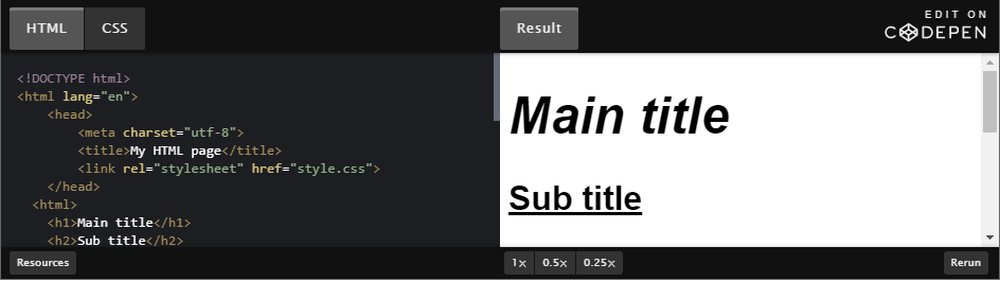 HTML CSS
Result
EDIT ON
CODEPEN
<!DOCTYPE html>
<html lang="en">
<head>
<meta charset="utf-8">
<title>My HTML page</title>
<link rel="stylesheet" href="style.css">
</head>
<html>
<h1>Main title</h1>
<h2>Sub title</h2>
Main title
Sub title
Resources
1× 0.5× 0.25×
Rerun